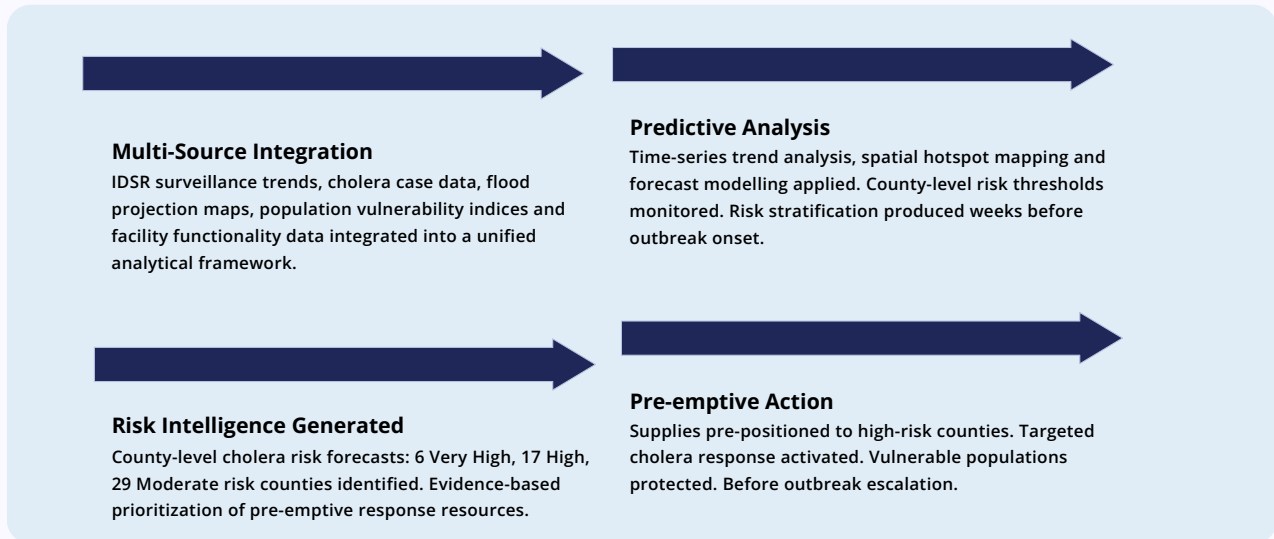 Multi-Source Integration
IDSR surveillance trends, cholera case data, flood
projection maps, population vulnerability indices and
facility functionality data integrated into a unified
analytical framework.
Predictive Analysis
Time-series trend analysis, spatial hotspot mapping and
forecast modelling applied. County-level risk thresholds
monitored. Risk stratification produced weeks before
outbreak onset.
Risk Intelligence Generated
County-level cholera risk forecasts: 6 Very High, 17 High,
29 Moderate risk counties identified. Evidence-based
prioritization of pre-emptive response resources.
Pre-emptive Action
Supplies pre-positioned to high-risk counties. Targeted
cholera response activated. Vulnerable populations
protected. Before outbreak escalation.